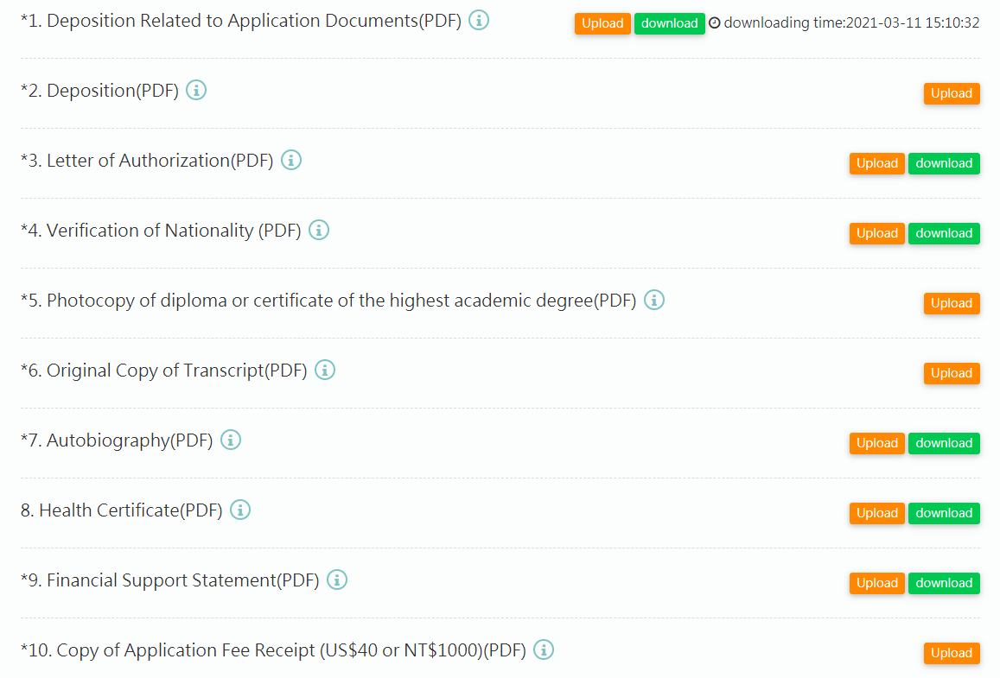 *1. Deposition Related to Application Documents(PDF) Upload download downloading time:2021-03-11 15:10:32
*2. Deposition(PDF) Upload
*3. Letter of Authorization(PDF) Upload download
*4. Verification of Nationality (PDF) Upload download
*5. Photocopy of diploma or certificate of the highest academic degree(PDF) Upload
*6. Original Copy of Transcript(PDF) Upload
*7. Autobiography(PDF) Upload download
8. Health Certificate(PDF) Upload download
*9. Financial Support Statement(PDF) Upload download
*10. Copy of Application Fee Receipt (US$40 or NT$1000)(PDF) Upload